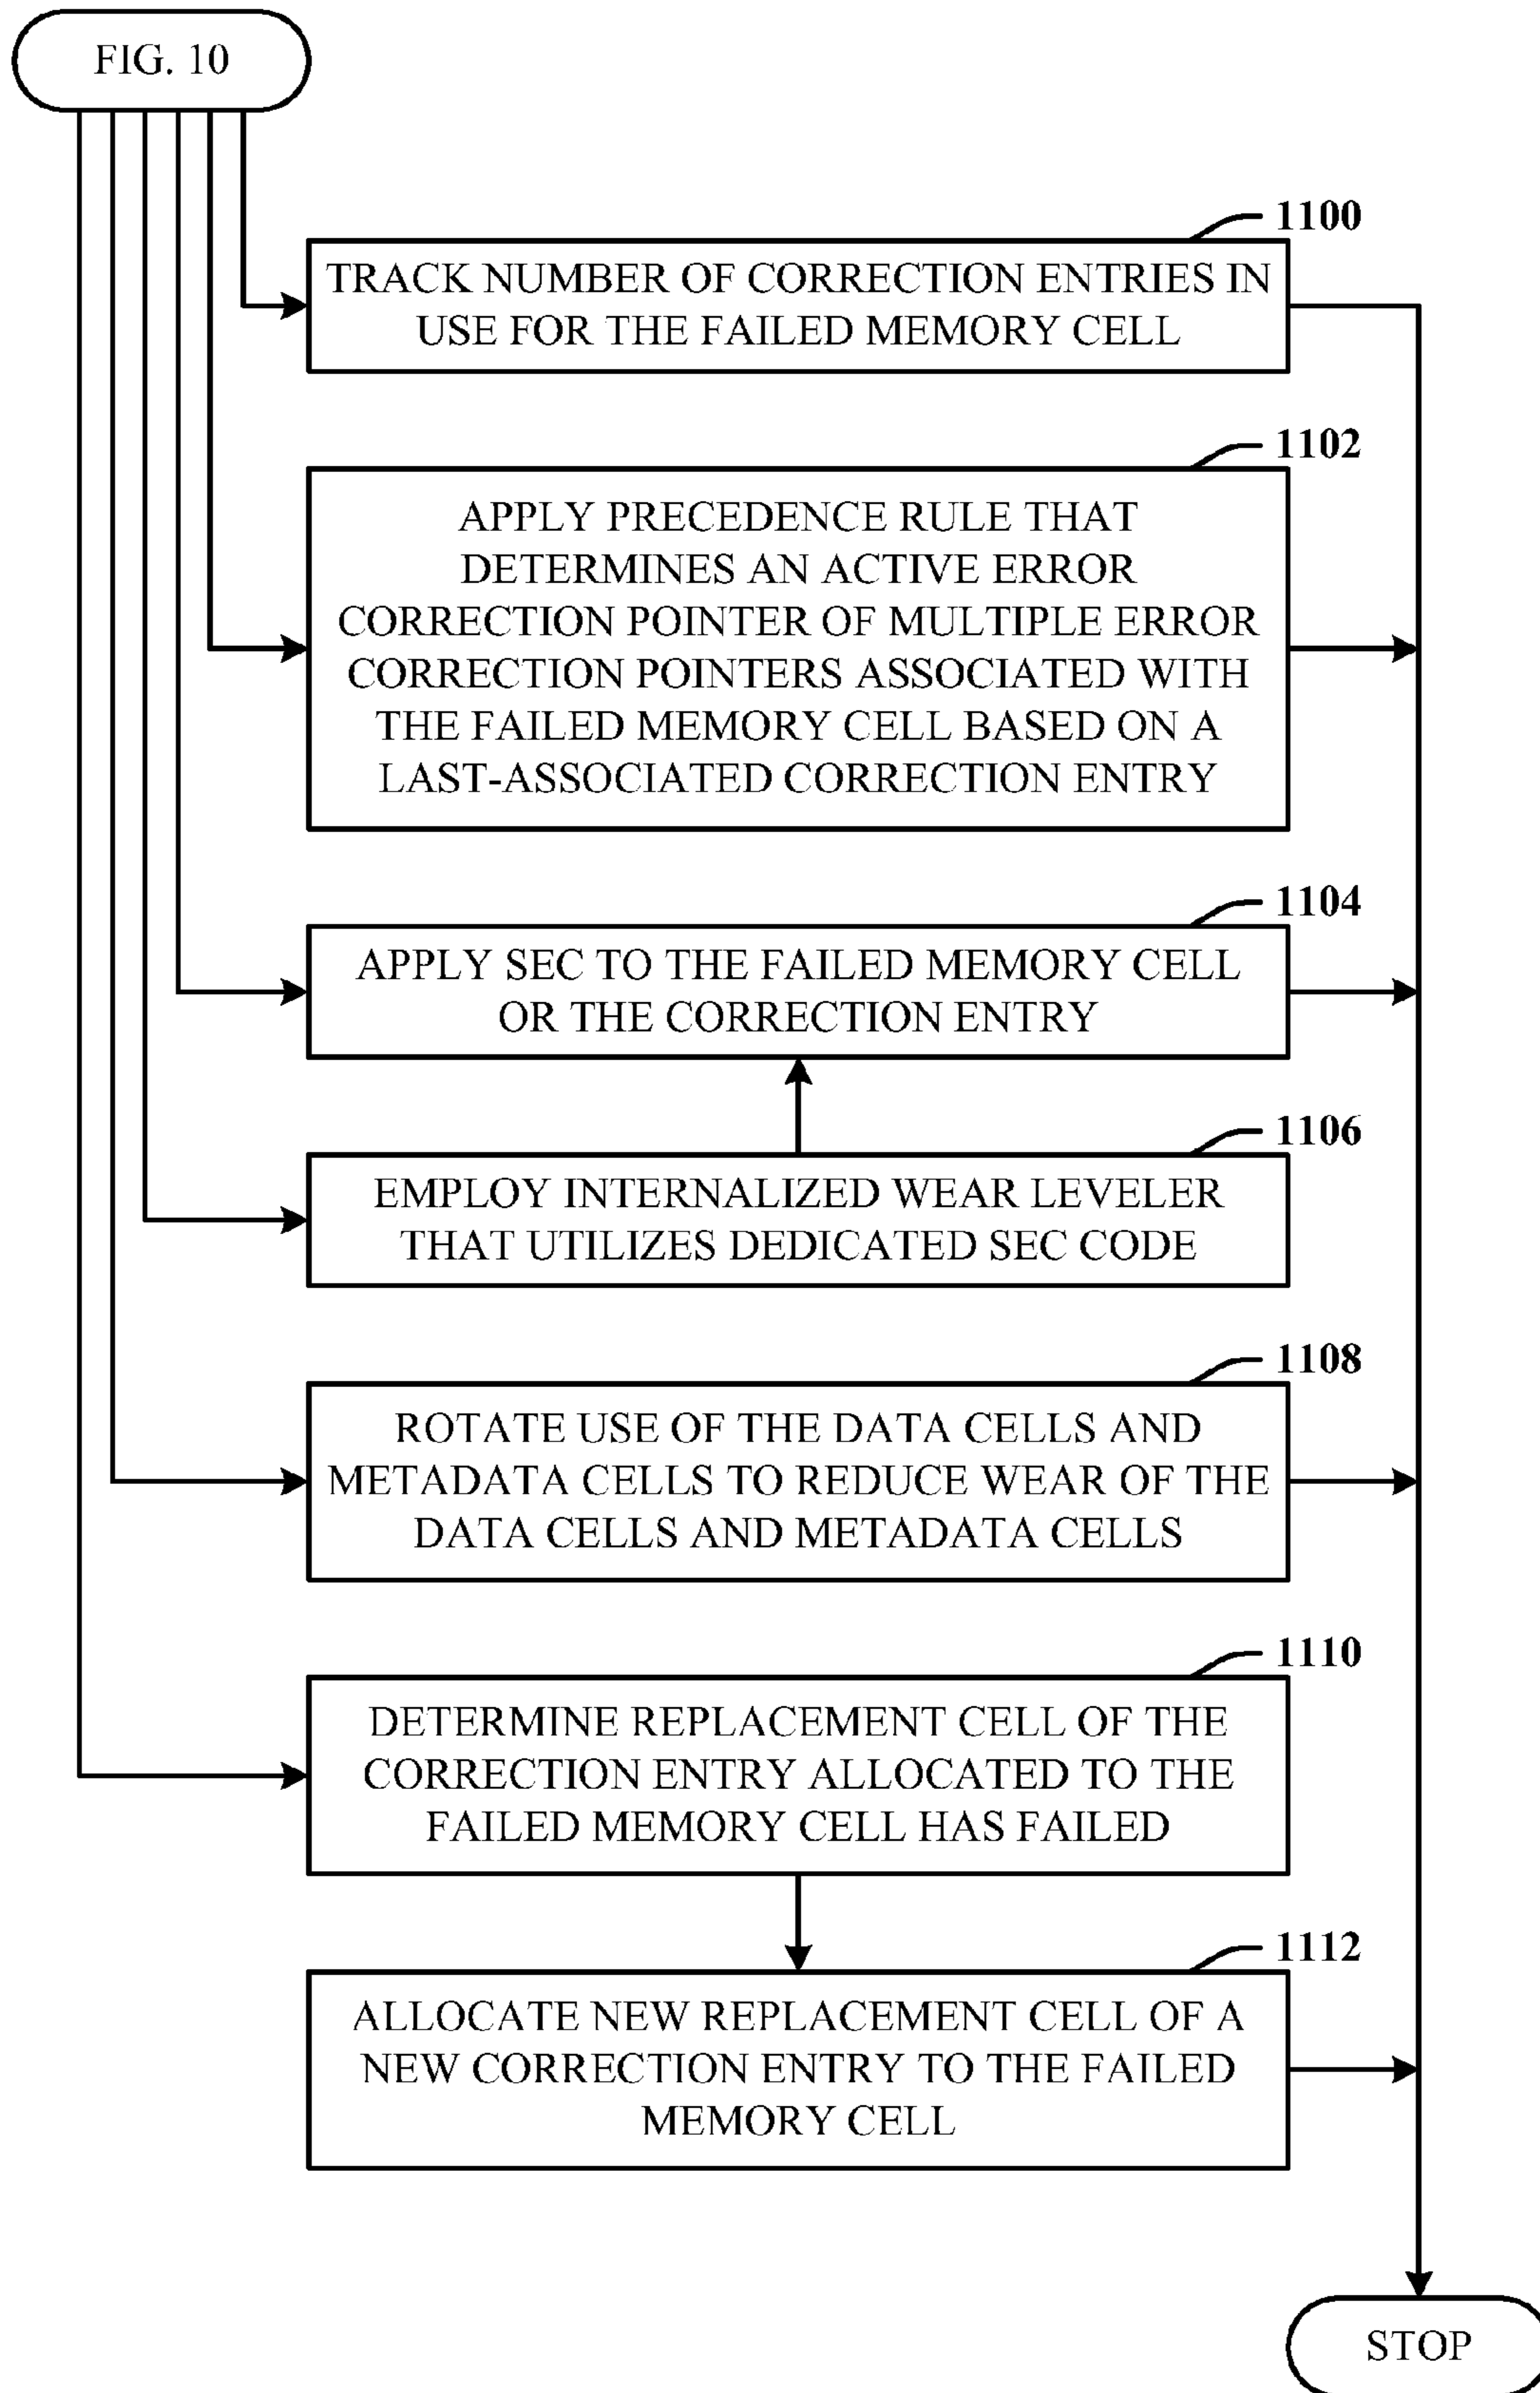 FIG. 10
1100
TRACK NUMBER OF CORRECTION ENTRIES IN
USE FOR THE FAILED MEMORY CELL
1102
APPLY PRECEDENCE RULE THAT
DETERMINES AN ACTIVE ERROR
CORRECTION POINTER OF MULTIPLE ERROR
CORRECTION POINTERS ASSOCIATED WITH
THE FAILED MEMORY CELL BASED ON A
LAST-ASSOCIATED CORRECTION ENTRY
1104
APPLY SEC TO THE FAILED MEMORY CELL
OR THE CORRECTION ENTRY
1106
EMPLOY INTERNALIZED WEAR LEVELER
THAT UTILIZES DEDICATED SEC CODE
1108
ROTATE USE OF THE DATA CELLS AND
METADATA CELLS TO REDUCE WEAR OF THE
DATA CELLS AND METADATA CELLS
1110
DETERMINE REPLACEMENT CELL OF THE
CORRECTION ENTRY ALLOCATED TO THE
FAILED MEMORY CELL HAS FAILED
1112
ALLOCATE NEW REPLACEMENT CELL OF A
NEW CORRECTION ENTRY TO THE FAILED
MEMORY CELL
STOP